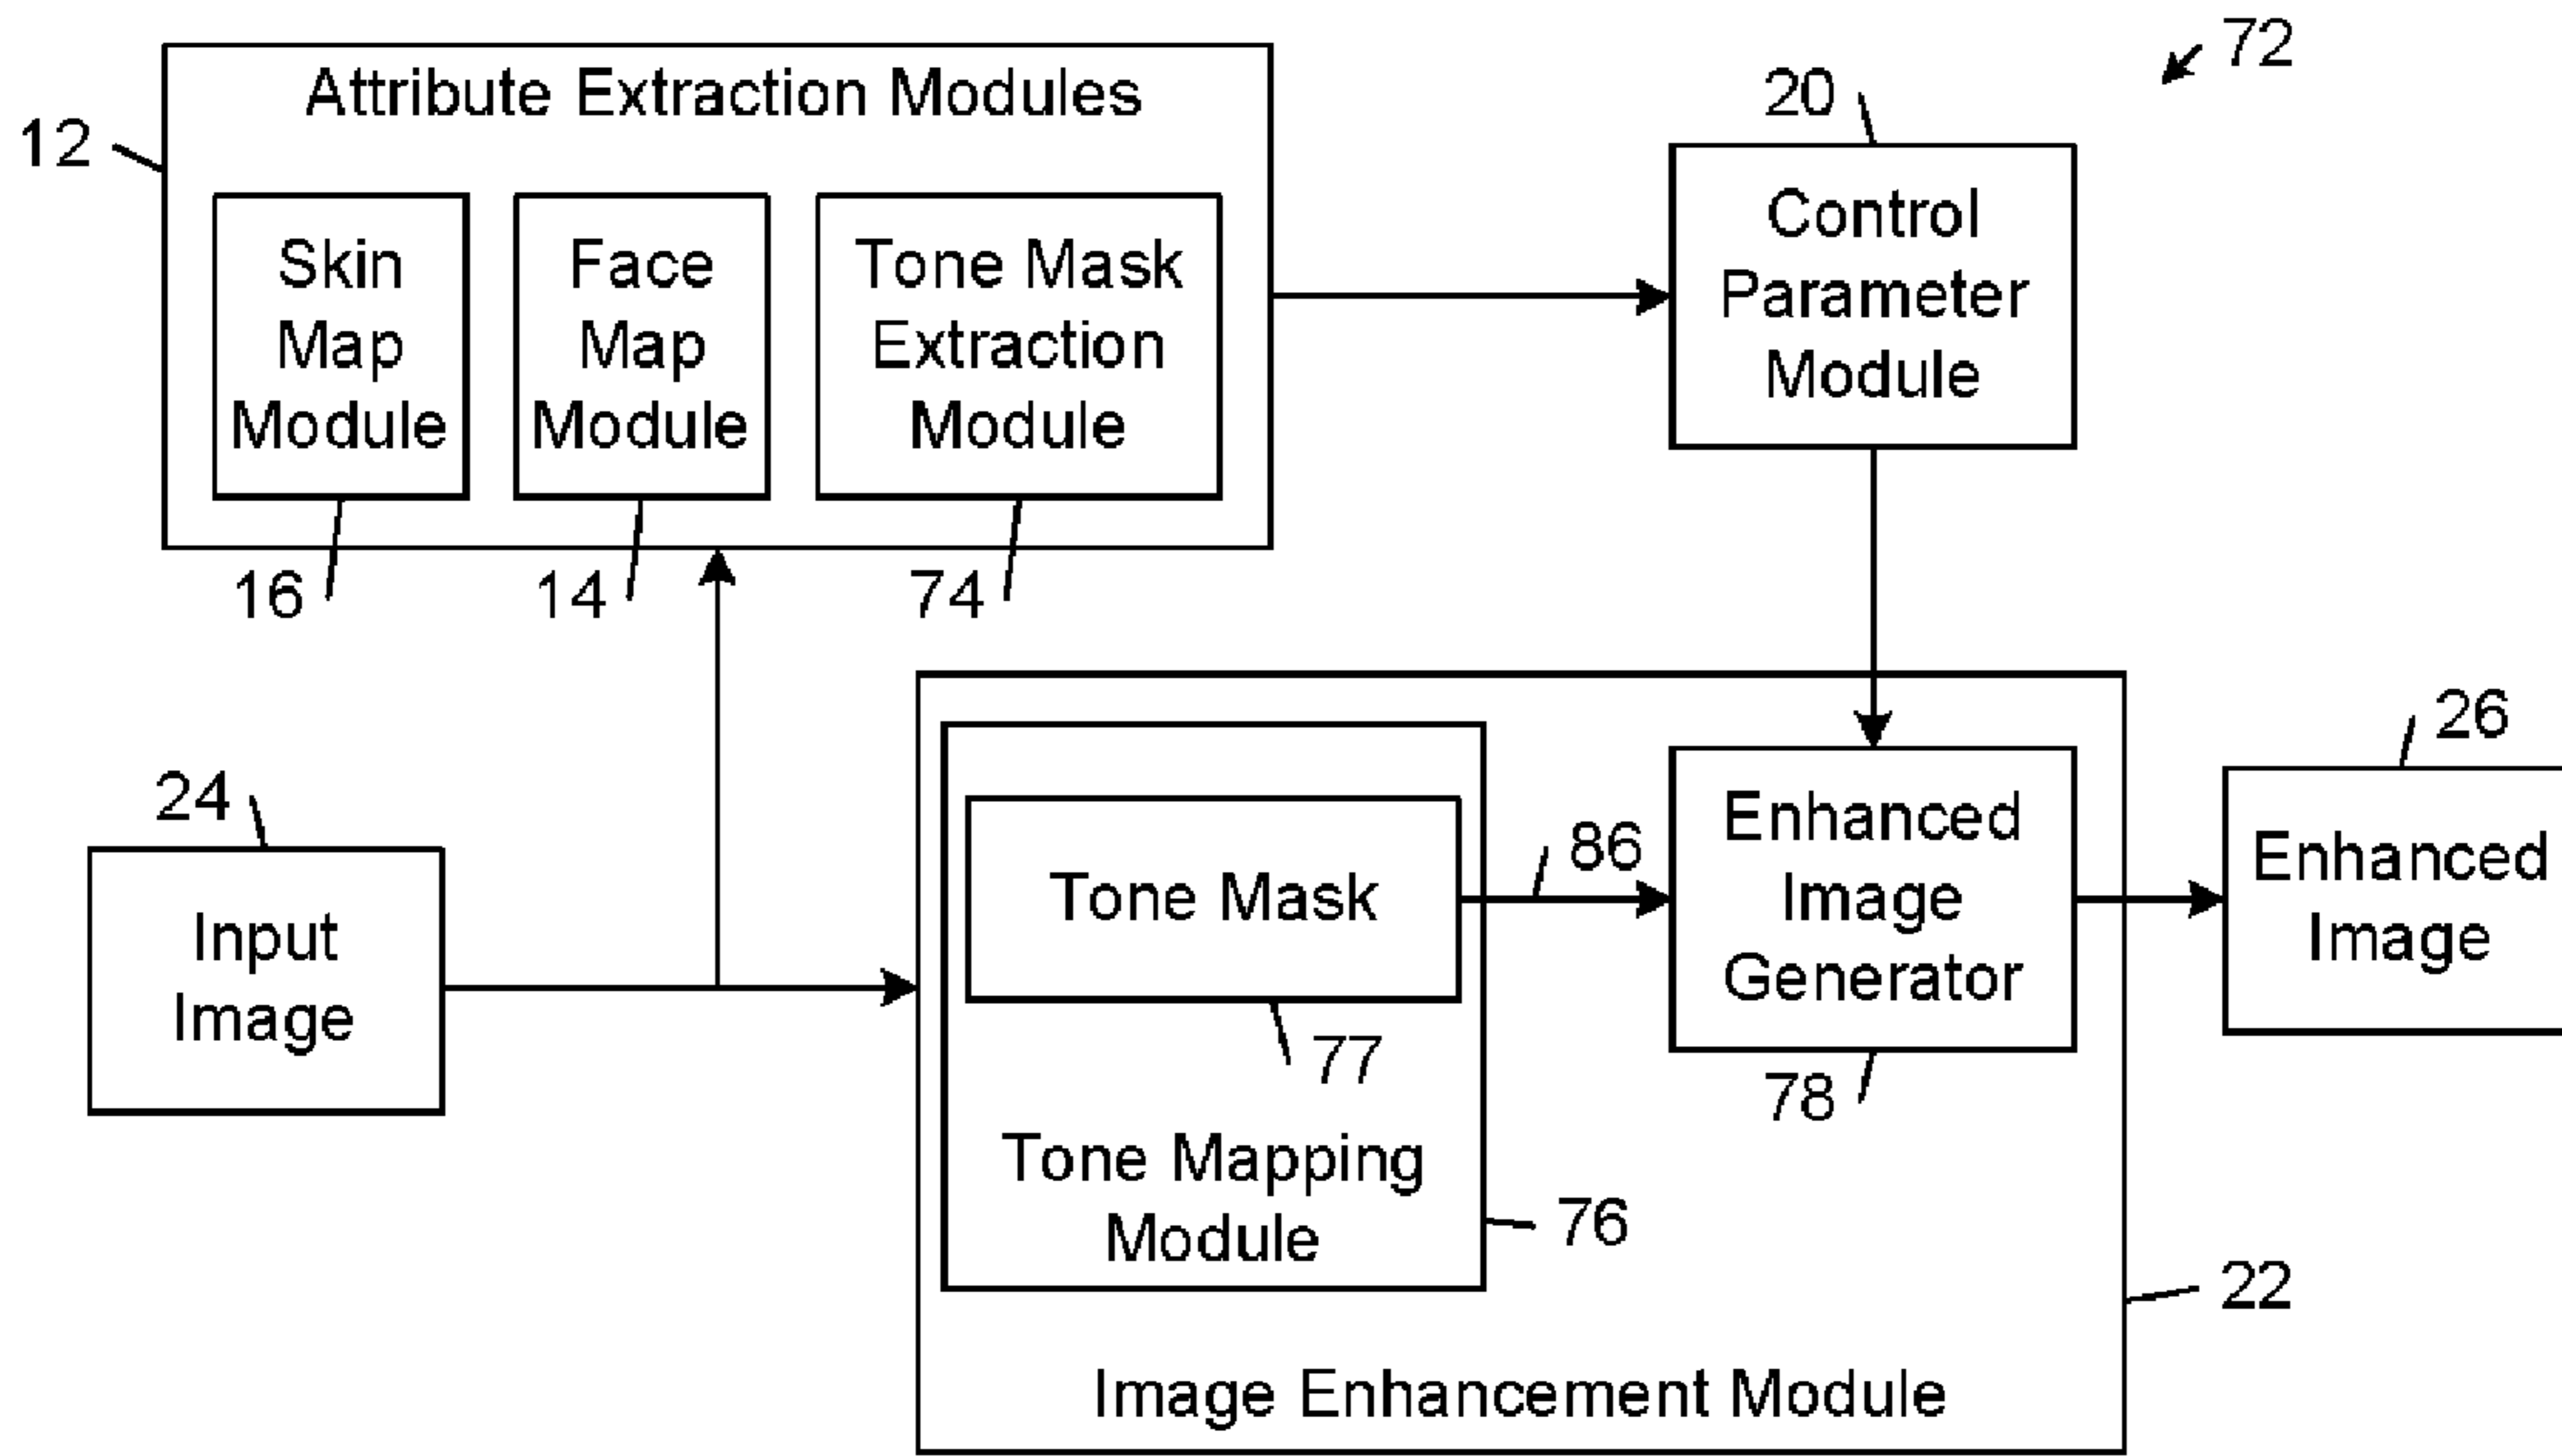 72
Attribute Extraction Modules
12
20
Skin
Map
Module
Face
Map
Module
Tone Mask
Extraction
Module
Control
Parameter
Module
16
14
74
24
Input
Image
Tone Mask
77
Tone Mapping
Module
76
86
Enhanced
Image
Generator
78
22
Image Enhancement Module
26
Enhanced
Image